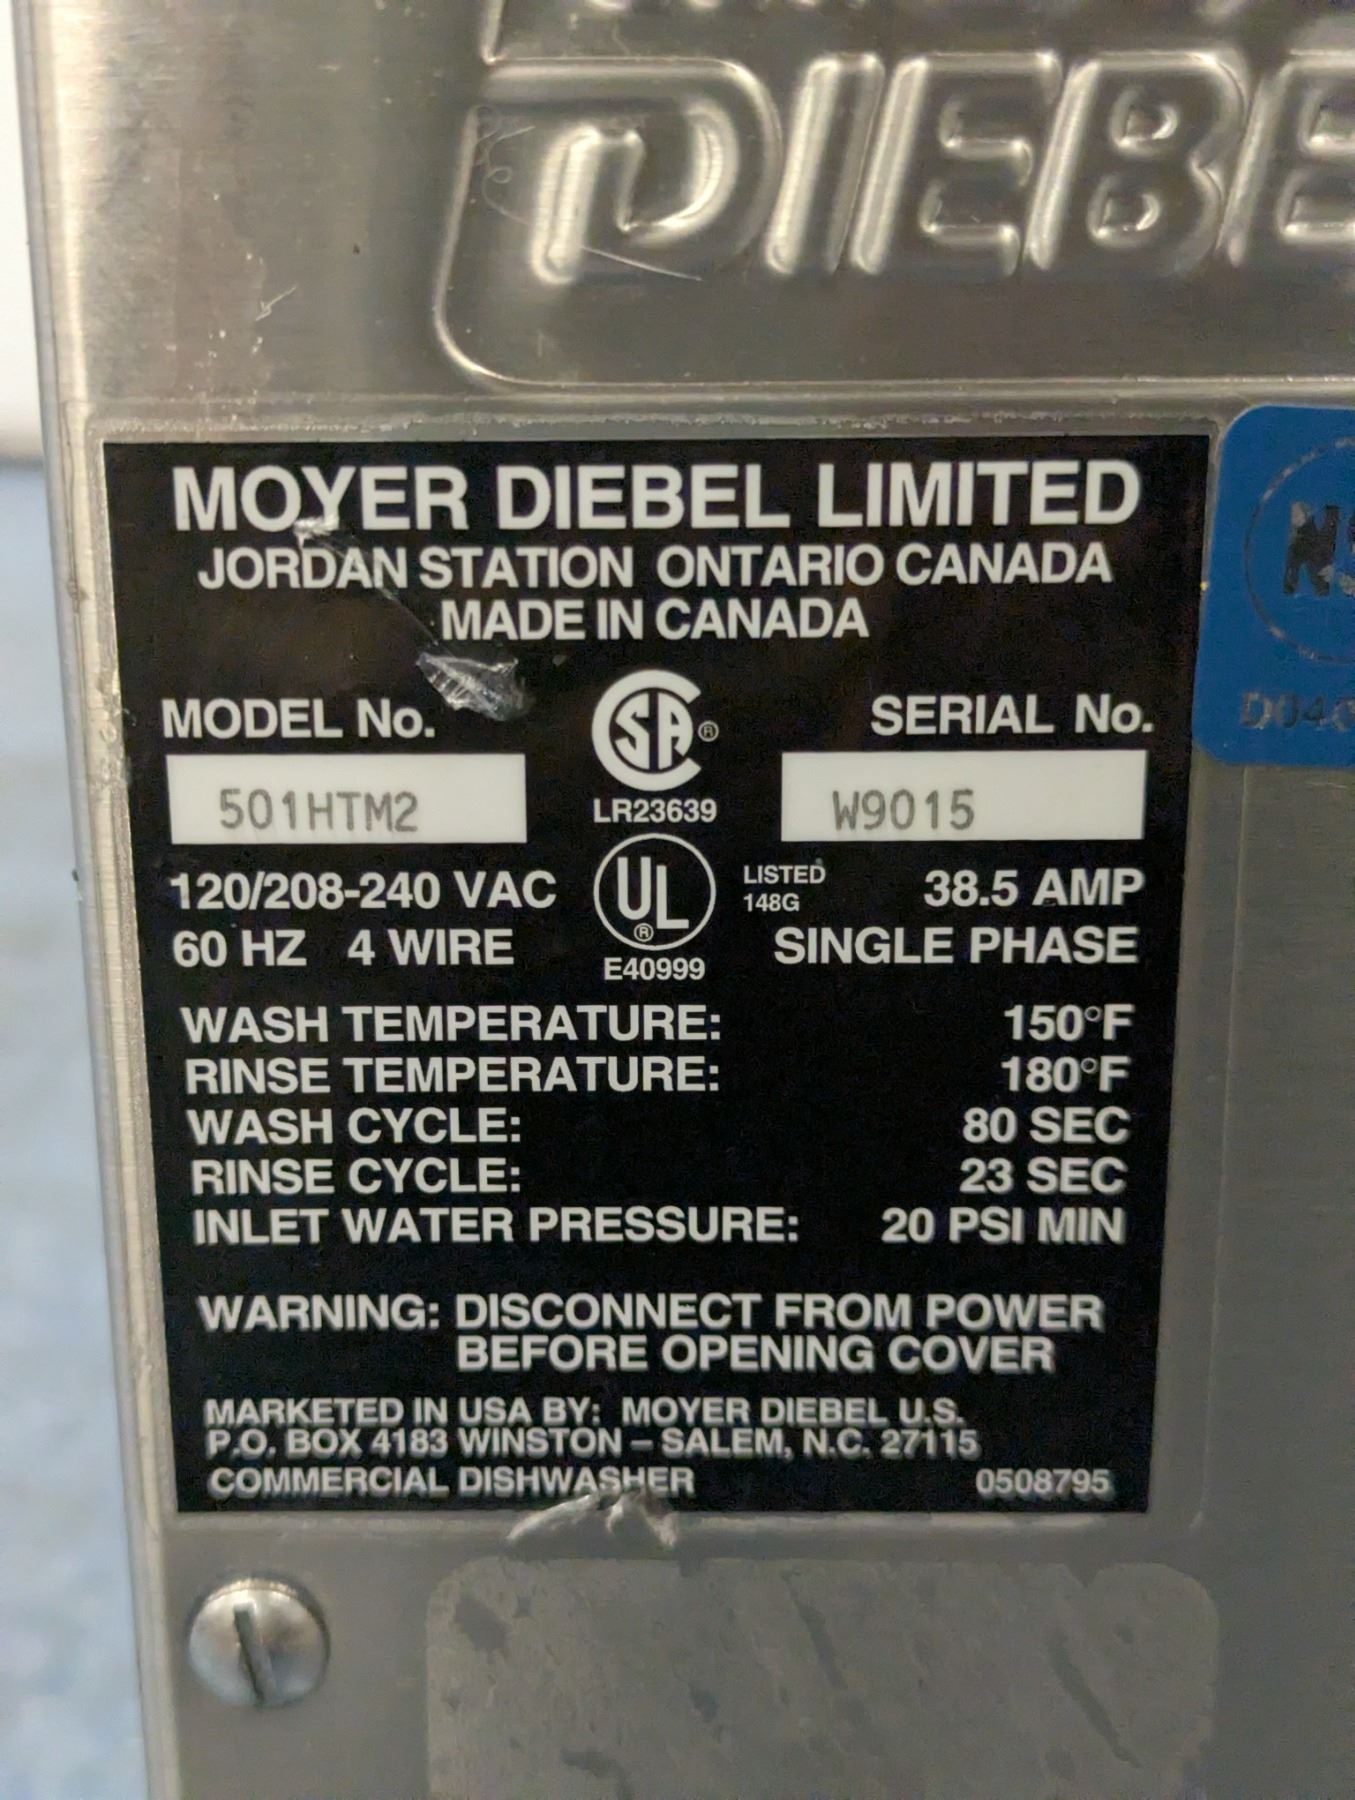 DIEBE
MOYER DIEBEL LIMITED
JORDAN STATION ONTARIO CANADA
MADE IN CANADA
MODEL No.
SA®
SERIAL No.
501HTM2
LR23639
W9015
120/208-240 VAC
UL®
LISTED
148G
38.5 AMP
60 HZ 4 WIRE
E40999
SINGLE PHASE
WASH TEMPERATURE: 150°F
RINSE TEMPERATURE: 180°F
WASH CYCLE: 80 SEC
RINSE CYCLE: 23 SEC
INLET WATER PRESSURE: 20 PSI MIN
WARNING: DISCONNECT FROM POWER
BEFORE OPENING COVER
MARKETED IN USA BY: MOYER DIEBEL U.S.
P.O. BOX 4183 WINSTON – SALEM, N.C. 27115
COMMERCIAL DISHWASHER 0508795